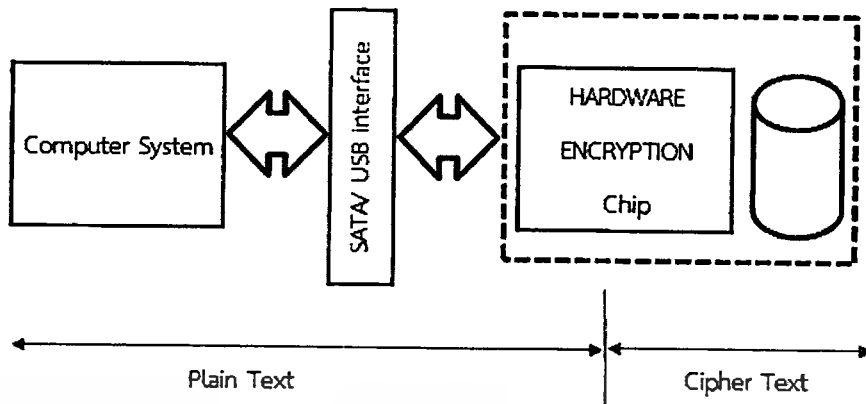 Computer System
SATA/ USB interface
HARDWARE
ENCRYPTION
Chip
Plain Text
Cipher Text